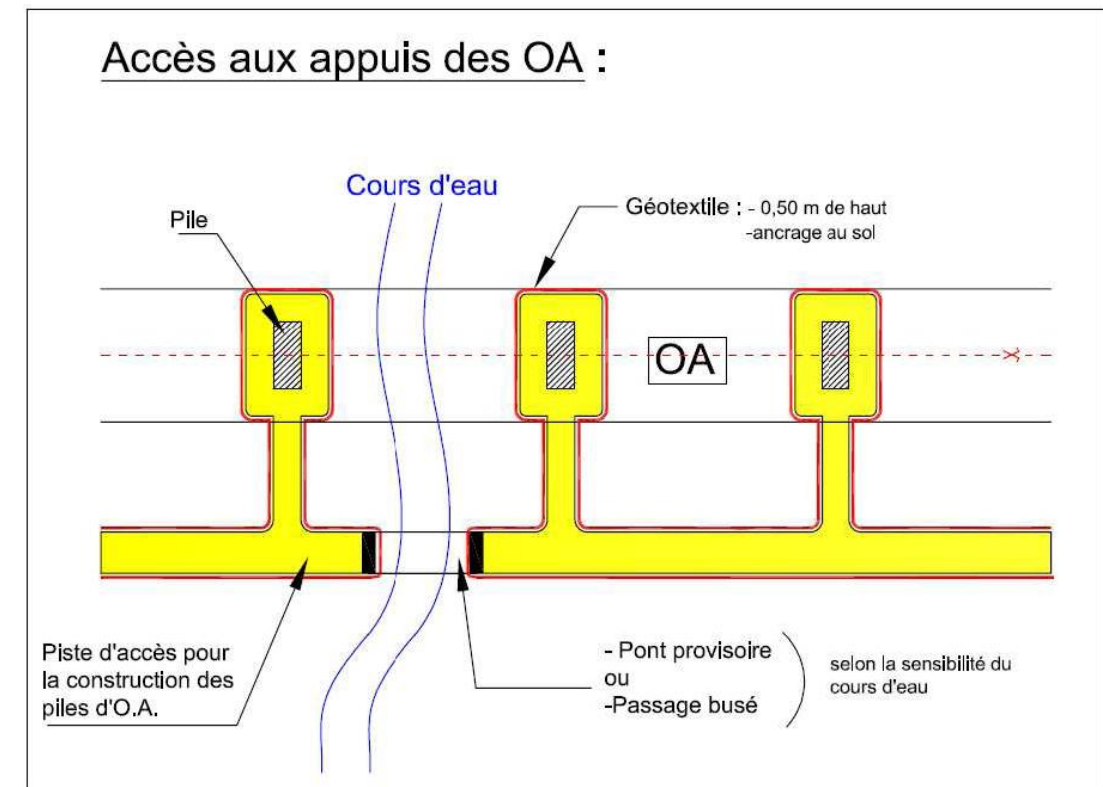 Accès aux appuis des OA :
Cours d'eau
Pile
Géotextile : - 0,50 m de haut
-ancrage au sol
OA
Piste d'accès pour
la construction des
piles d'O.A.
- Pont provisoire
ou
-Passage busé
selon la sensibilité du
cours d'eau